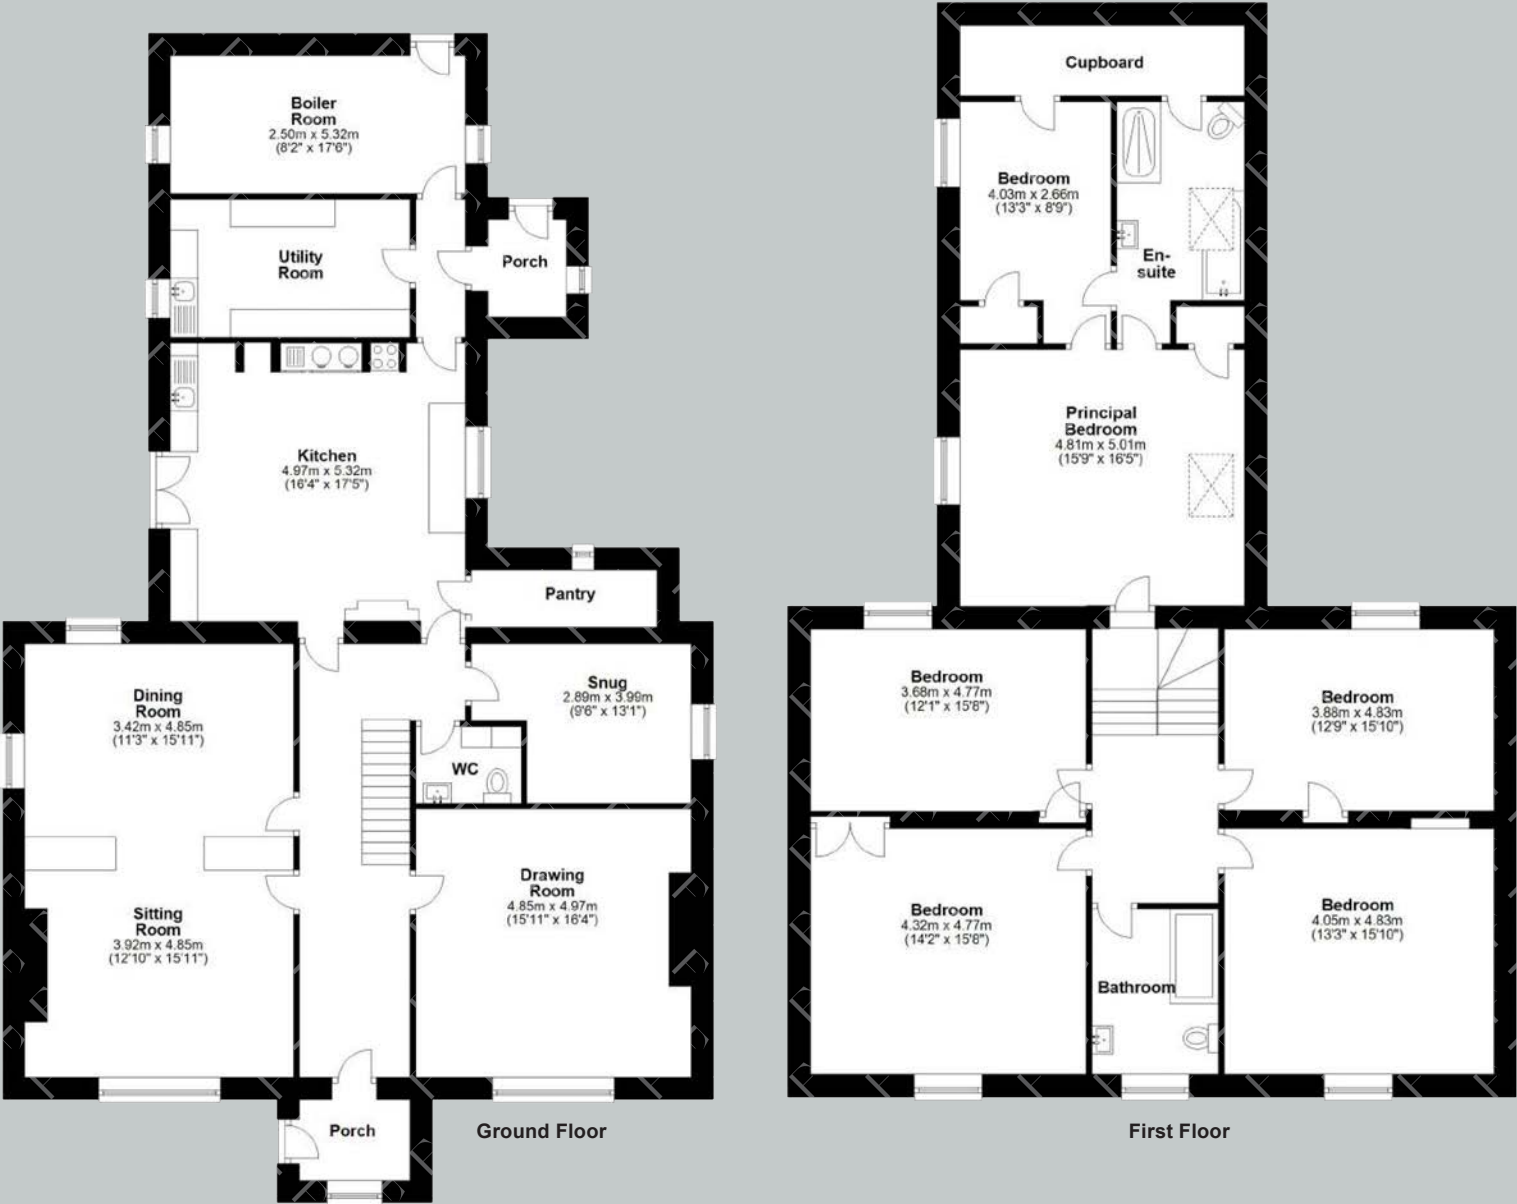 Boiler
Room
2.50m x 5.32m
(8'2" x 17'6")
Utility
Room
Porch
Kitchen
4.97m x 5.32m
(16'4" x 17'5")
Pantry
Dining
Room
3.42m x 4.85m
(11'3" x 15'11")
Snug
2.89m x 3.99m
(9'6" x 13'1")
WC
Sitting
Room
3.92m x 4.85m
(12'10" x 15'11")
Drawing
Room
4.85m x 4.97m
(15'11" x 16'4")
Porch
Ground Floor
Cupboard
Bedroom
4.03m x 2.66m
(13'3" x 8'9")
En-
suite
Principal
Bedroom
4.81m x 5.01m
(15'9" x 16'5")
Bedroom
3.68m x 4.77m
(12'1" x 15'8")
Bedroom
3.88m x 4.83m
(12'9" x 15'10")
Bedroom
4.32m x 4.77m
(14'2" x 15'8")
Bedroom
4.05m x 4.83m
(13'3" x 15'10")
Bathroom
First Floor